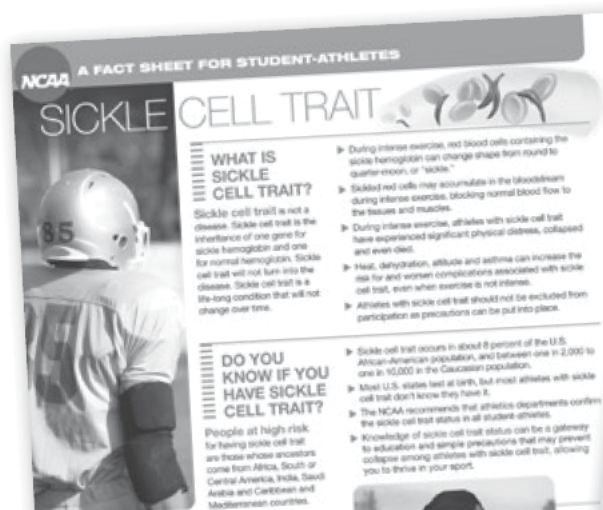 NCAA A FACT SHEET FOR STUDENT-ATHLETES
SICKLE CELL TRAIT
WHAT IS
SICKLE
CELL TRAIT?
Sickle cell trait is not a
disease. Sickle cell trait is the
inheritance of one gene for
sickle hemoglobin and one
for normal hemoglobin. Sickle
cell trait will not turn into the
disease. Sickle cell trait is a
life-long condition that will not
change over time.
▶ During intense exercise, red blood cells containing the
sickle hemoglobin can change shape from round to
quarter-moon, or "sickle."
▶ Sickled red cells may accumulate in the bloodstream
during intense exercise, blocking normal blood flow to
the tissues and muscles.
▶ During intense exercise, athletes with sickle cell trait
have experienced significant physical distress, collapsed
and even died.
▶ Heat, dehydration, altitude and asthma can increase the
risk for and worsen complications associated with sickle
cell trait, even when exercise is not intense.
▶ Athletes with sickle cell trait should not be excluded from
participation as precautions can be put into place.
DO YOU
KNOW IF YOU
HAVE SICKLE
CELL TRAIT?
People at high risk
for having sickle cell trait
are those whose ancestors
come from Africa, South or
Central America, India, Saudi
Arabia and Caribbean and
Mediterranean countries.
▶ Sickle cell trait occurs in about 8 percent of the U.S.
African-American population, and between one in 2,000 to
one in 10,000 in the Caucasian population.
▶ Most U.S. states test at birth, but most athletes with sickle
cell trait don't know they have it.
▶ The NCAA recommends that athletics departments confirm
the sickle cell trait status in all student-athletes.
▶ Knowledge of sickle cell trait status can be a gateway
to education and simple precautions that may prevent
collapse among athletes with sickle cell trait, allowing
you to thrive in your sport.
85